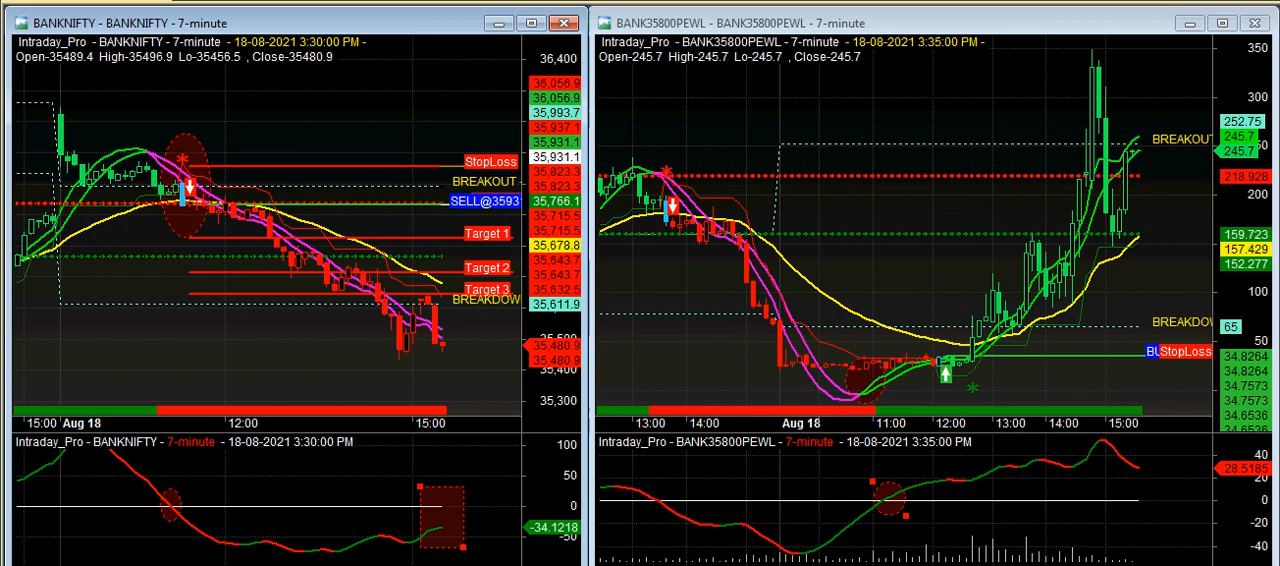 BANKNIFTY - BANKNIFTY - 7-minute
Intraday_Pro - BANKNIFTY - 7-minute - 18-08-2021 3:30:00 PM -
Open-35489.4 High-35496.9 Lo-35456.5 , Close-35480.9
36,400
36,056.9
36,056.9
35,993.7
35,937.1
35,931.1
35,931.1
35,823.3
35,823.3
35,766.1
35,715.5
35,715.5
35,678.8
35,643.7
35,643.7
35,632.5
35,611.9
35,480.9
35,480.9
35,400
35,300
StopLoss
BREAKOUT
SELL@3593
Target 1
Target 2
Target 3
BREAKDOW
15:00 Aug 18 12:00 15:00
Intraday_Pro - BANKNIFTY - 7-minute - 18-08-2021 3:30:00 PM
100
50
0
-34.1218
-50
BANK35800PEWL - BANK35800PEWL - 7-minute
Intraday_Pro - BANK35800PEWL - 7-minute - 18-08-2021 3:35:00 PM -
Open-245.7 High-245.7 Lo-245.7 , Close-245.7
350
300
252.75
245.7
245.7
218.928
200
159.723
157.429
152.277
100
65
50
34.8264
34.8264
34.7573
34.7573
34.6536
34.6536
BREAKOUT
BREAKDOW
BU StopLoss
13:00 14:00 Aug 18 11:00 12:00 13:00 14:00 15:00
Intraday_Pro - BANK35800PEWL - 7-minute - 18-08-2021 3:35:00 PM
40
28.5185
20
0
-20
-40